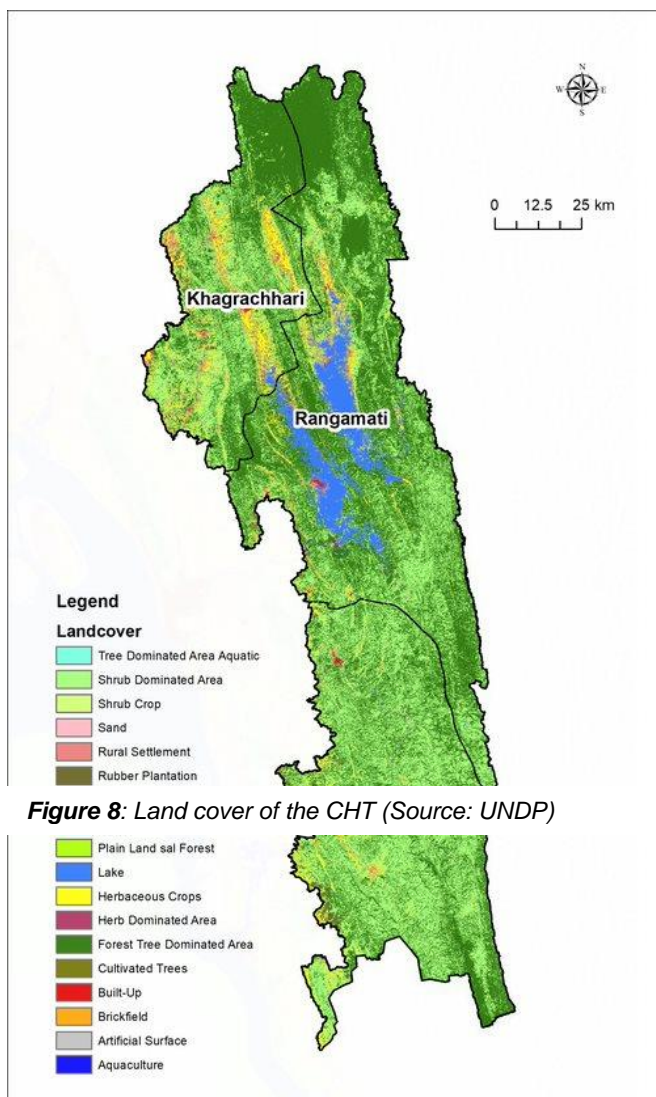 N
W E
S
0 12.5 25 km
Khagrachhari
Rangamati
Legend
Landcover
Tree Dominated Area Aquatic
Shrub Dominated Area
Shrub Crop
Sand
Rural Settlement
Rubber Plantation
Figure 8: Land cover of the CHT (Source: UNDP)
Plain Land sal Forest
Lake
Herbaceous Crops
Herb Dominated Area
Forest Tree Dominated Area
Cultivated Trees
Built-Up
Brickfield
Artificial Surface
Aquaculture